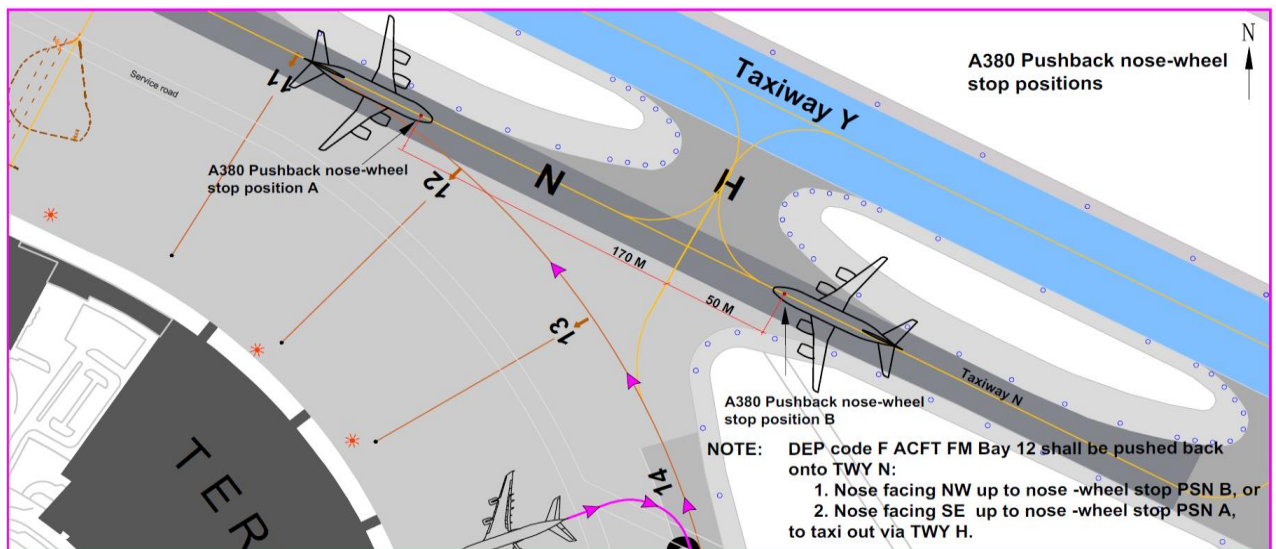 A380 Pushback nose-wheel
stop positions
N
Taxiway Y
11
Service road
A380 Pushback nose-wheel
stop position A
12
N
H
170 M
50 M
13
Taxiway N
A380 Pushback nose-wheel
stop position B
14
TER
NOTE: DEP code F ACFT FM Bay 12 shall be pushed back
onto TWY N:
1. Nose facing NW up to nose -wheel stop PSN B, or
2. Nose facing SE up to nose -wheel stop PSN A,
to taxi out via TWY H.